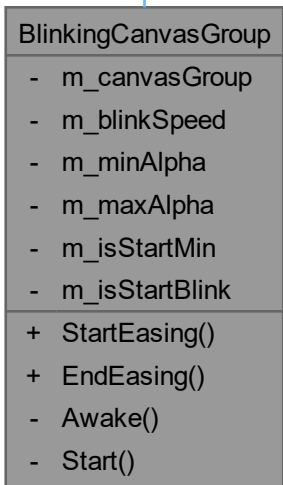 BlinkingCanvasGroup
- m_canvasGroup
- m_blinkSpeed
- m_minAlpha
- m_maxAlpha
- m_isStartMin
- m_isStartBlink
+ StartEasing()
+ EndEasing()
- Awake()
- Start()